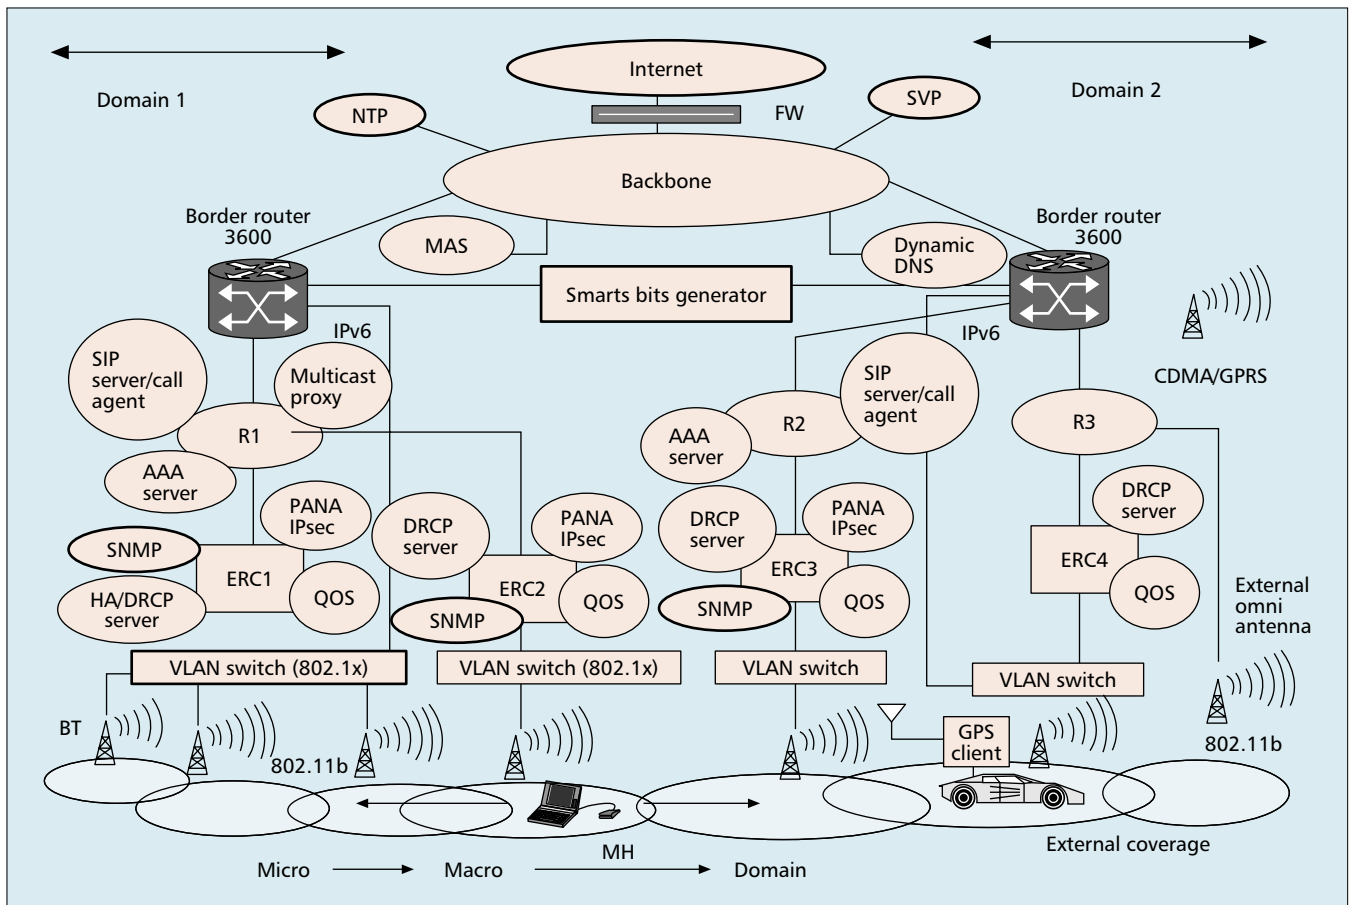 Internet
Domain 1
Domain 2
NTP
SVP
FW
Backbone
Border router
3600
Border router
3600
MAS
Dynamic
DNS
Smarts bits generator
IPv6
IPv6
CDMA/GPRS
SIP
server/call
agent
Multicast
proxy
R1
AAA
server
SIP
server/call
agent
R2
AAA
server
R3
PANA
IPsec
SNMP
ERC1
HA/DRCP
server
QOS
DRCP
server
PANA
IPsec
ERC2
SNMP
QOS
DRCP
server
PANA
IPsec
ERC3
SNMP
QOS
DRCP
server
ERC4
QOS
External
omni
antenna
VLAN switch (802.1x)
VLAN switch (802.1x)
VLAN switch
VLAN switch
BT
802.11b
GPS
client
802.11b
External coverage
MH
Micro
Macro
Domain